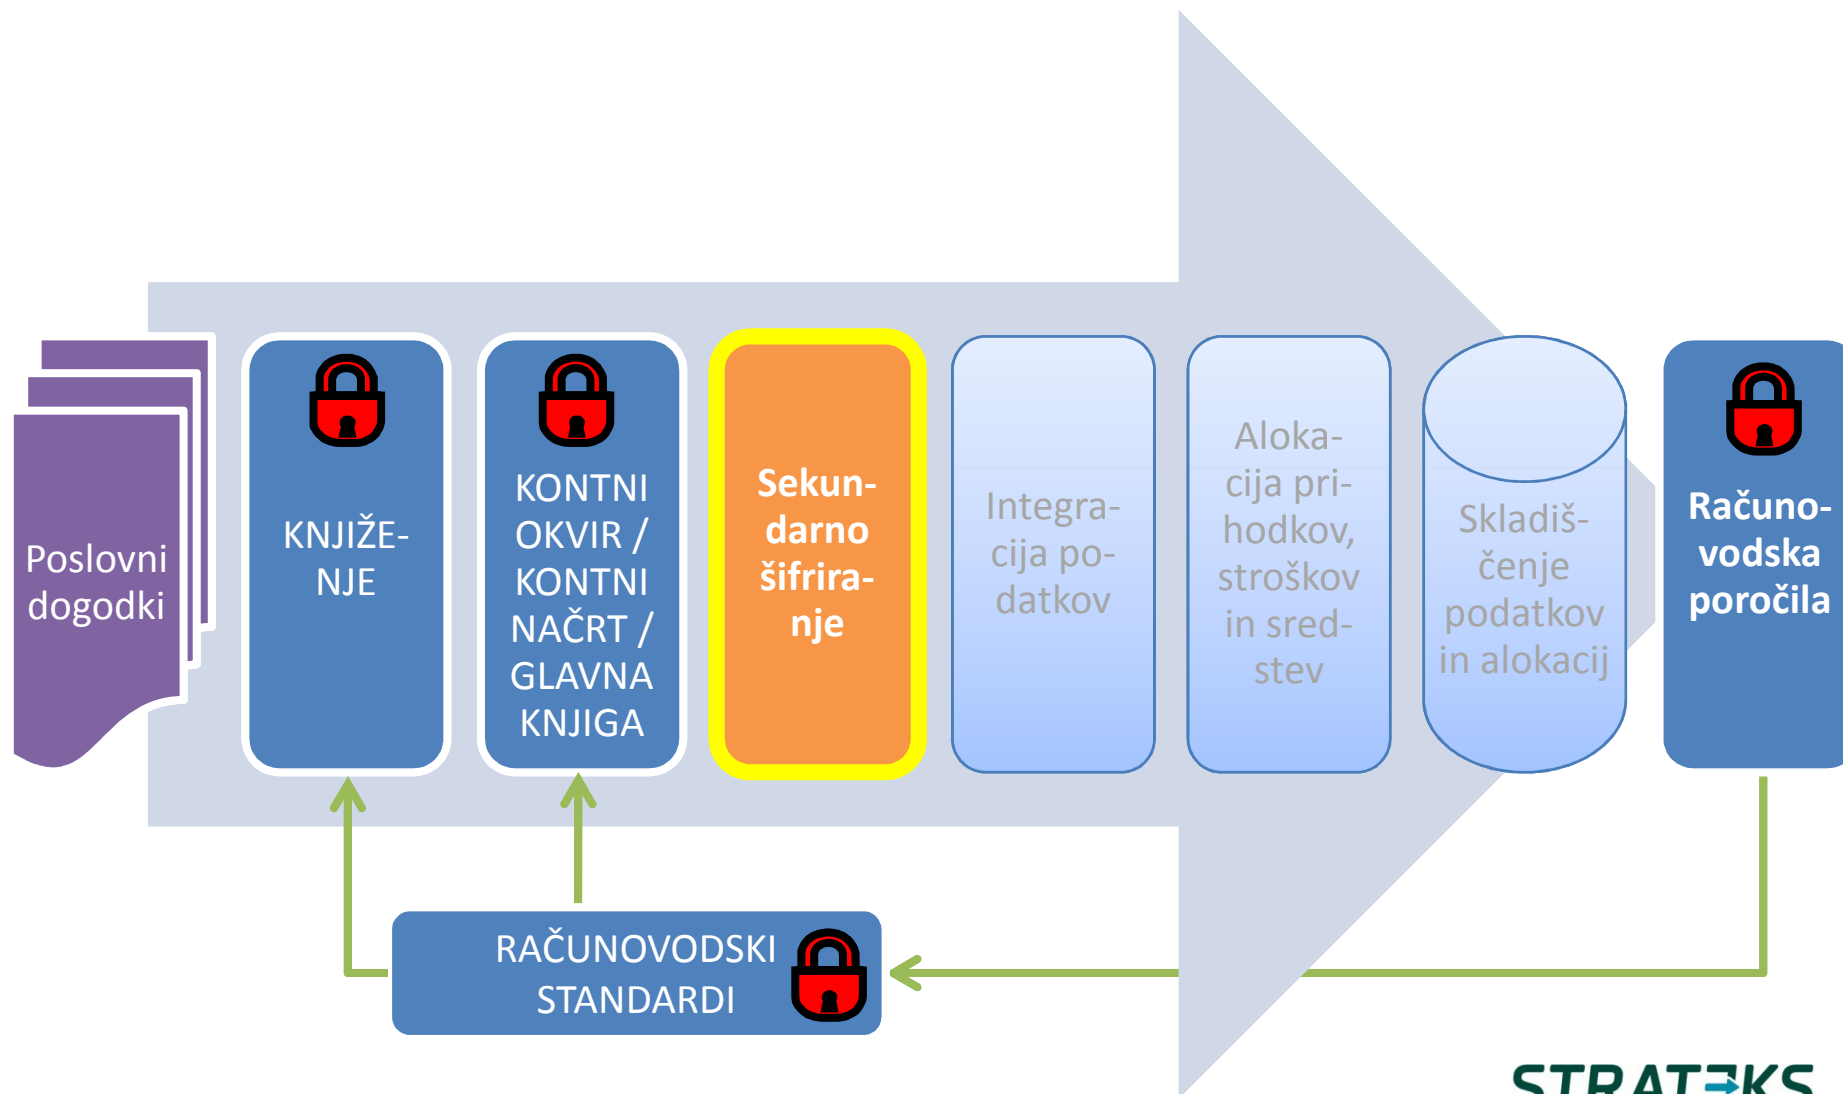 Poslovni
dogodki
KNJIŽE-
NJE
KONTNI
OKVIR /
KONTNI
NAČRT /
GLAVNA
KNJIGA
Sekun-
darno
šifrira-
nje
Integra-
cija po-
datkov
Aloka-
cija pri-
hodkov,
stroškov
in sred-
stev
Skladiš-
čenje
podatkov
in alokacij
Računo-
vodska
poročila
RAČUNOVODSKI
STANDARDI
STRATEKS